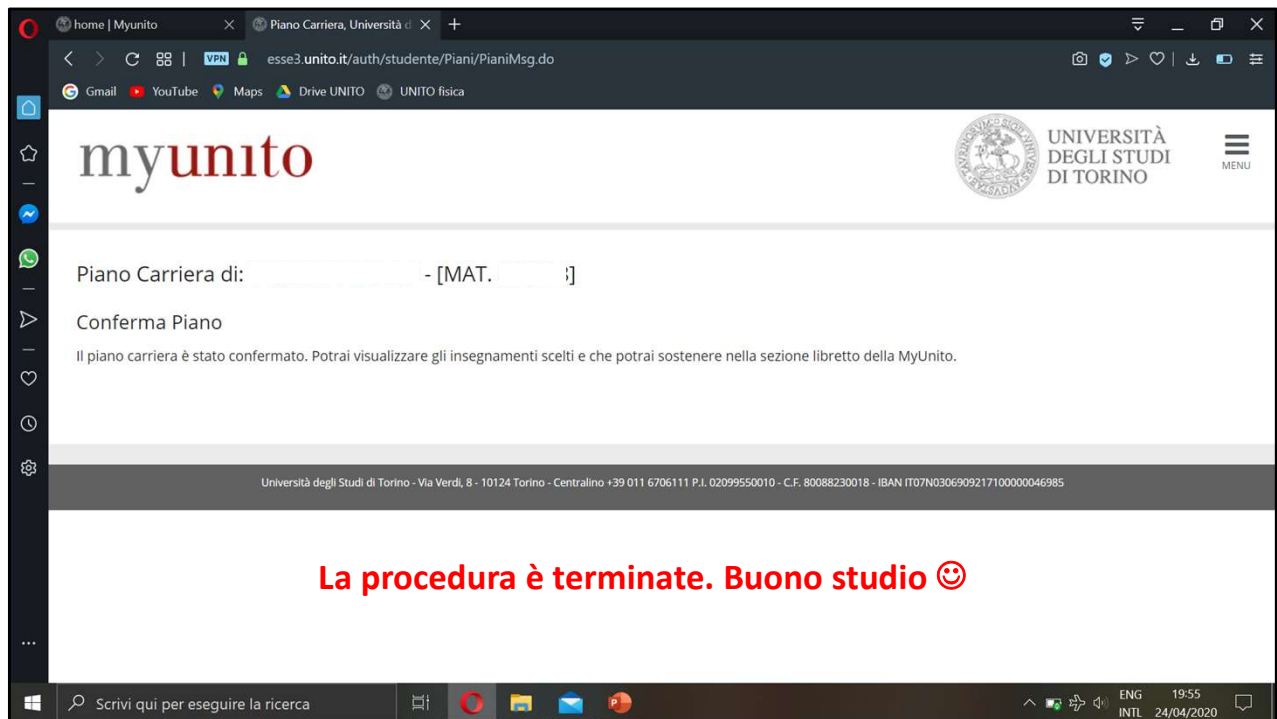 home | Myunito
Piano Carriera, Università d
VPN
esse3.unito.it/auth/studente/Piani/PianiMsg.do
Gmail YouTube Maps Drive UNITO UNITO fisica
myunito
UNIVERSITÀ
DEGLI STUDI
DI TORINO
MENU
Piano Carriera di: - [MAT. ]
Conferma Piano
Il piano carriera è stato confermato. Potrai visualizzare gli insegnamenti scelti e che potrai sostenere nella sezione libretto della MyUnito.
Università degli Studi di Torino - Via Verdi, 8 - 10124 Torino - Centralino +39 011 6706111 P.I. 02099550010 - C.F. 80088230018 - IBAN IT07N0306909217100000046985
La procedura è terminate. Buono studio ☺
Scrivi qui per eseguire la ricerca
ENG 19:55
INTL 24/04/2020